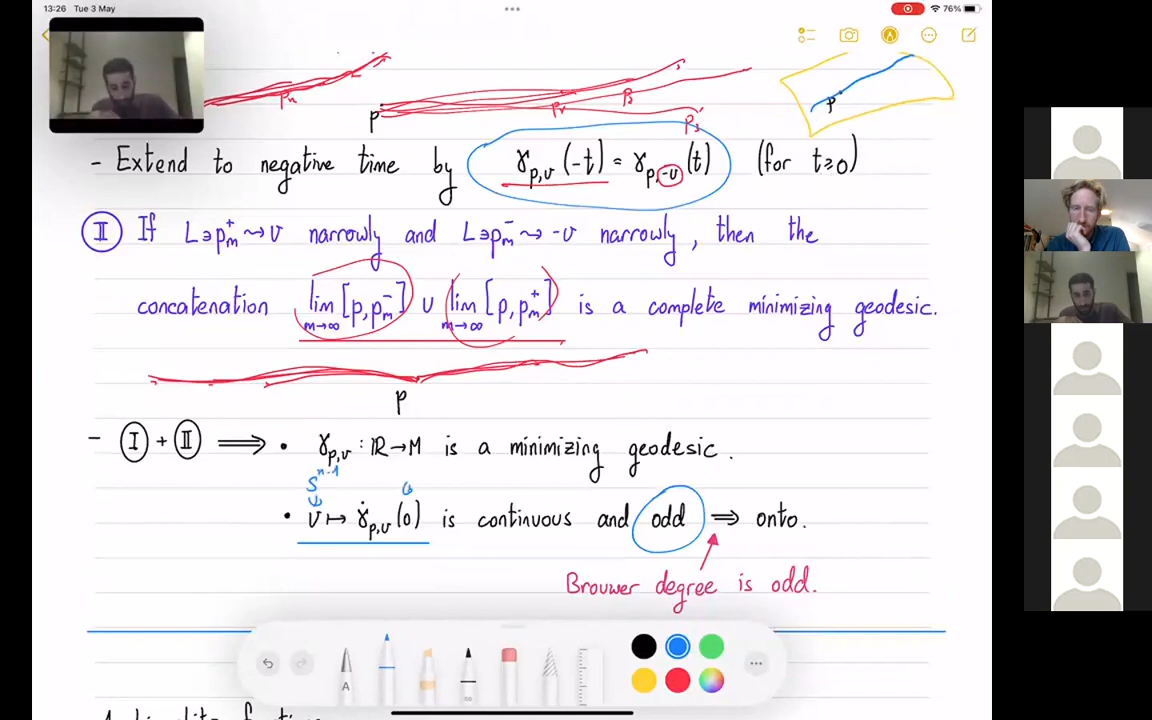 13:26 Tue 3 May
76%
Pn
p
- Extend to negative time by γp,v(-t) = γp,-v(t) (for t≥0)
II If L∋pm+ ⇝ v narrowly and L∋pm- ⇝ -v narrowly, then the
concatenation lim m→∞ [p,pm-] ∪ lim m→∞ [p,pm+] is a complete minimizing geodesic.
p
- I + II ⟹ • γp,v : ℝ→M is a minimizing geodesic.
S^n-1
• v ↦ γ̇p,v(0) is continuous and odd ⟹ onto.
Brouwer degree is odd.
A